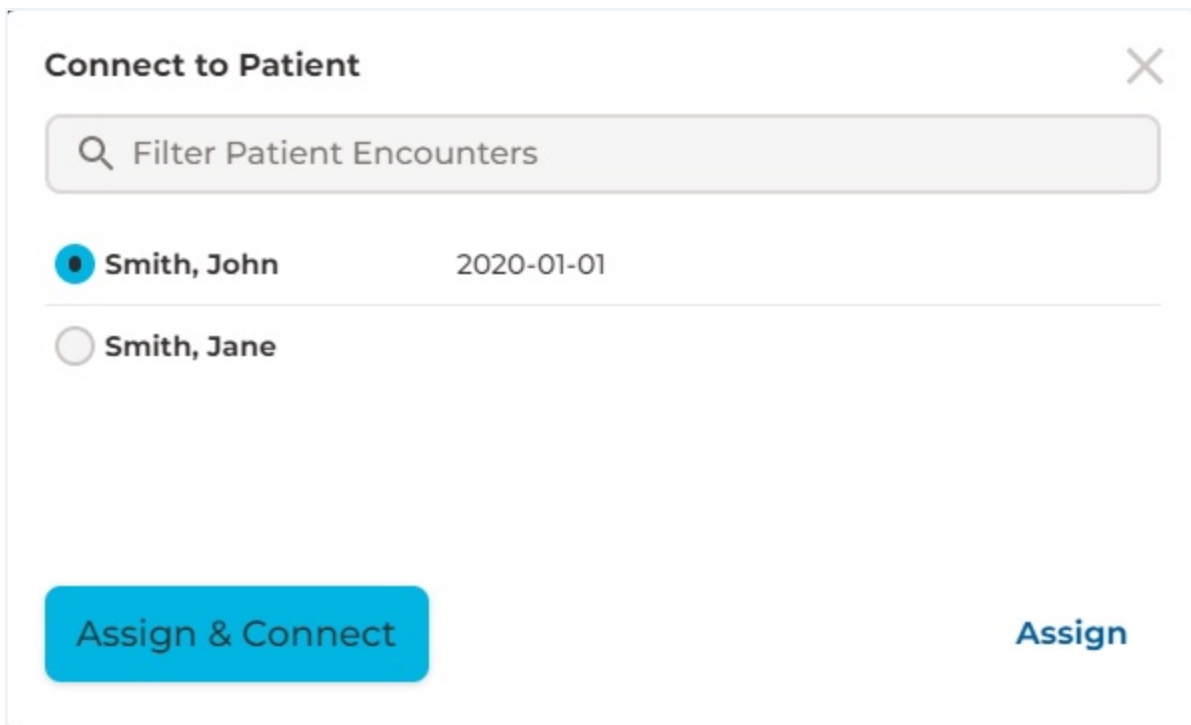 Connect to Patient
Filter Patient Encounters
Smith, John 2020-01-01
Smith, Jane
Assign & Connect Assign